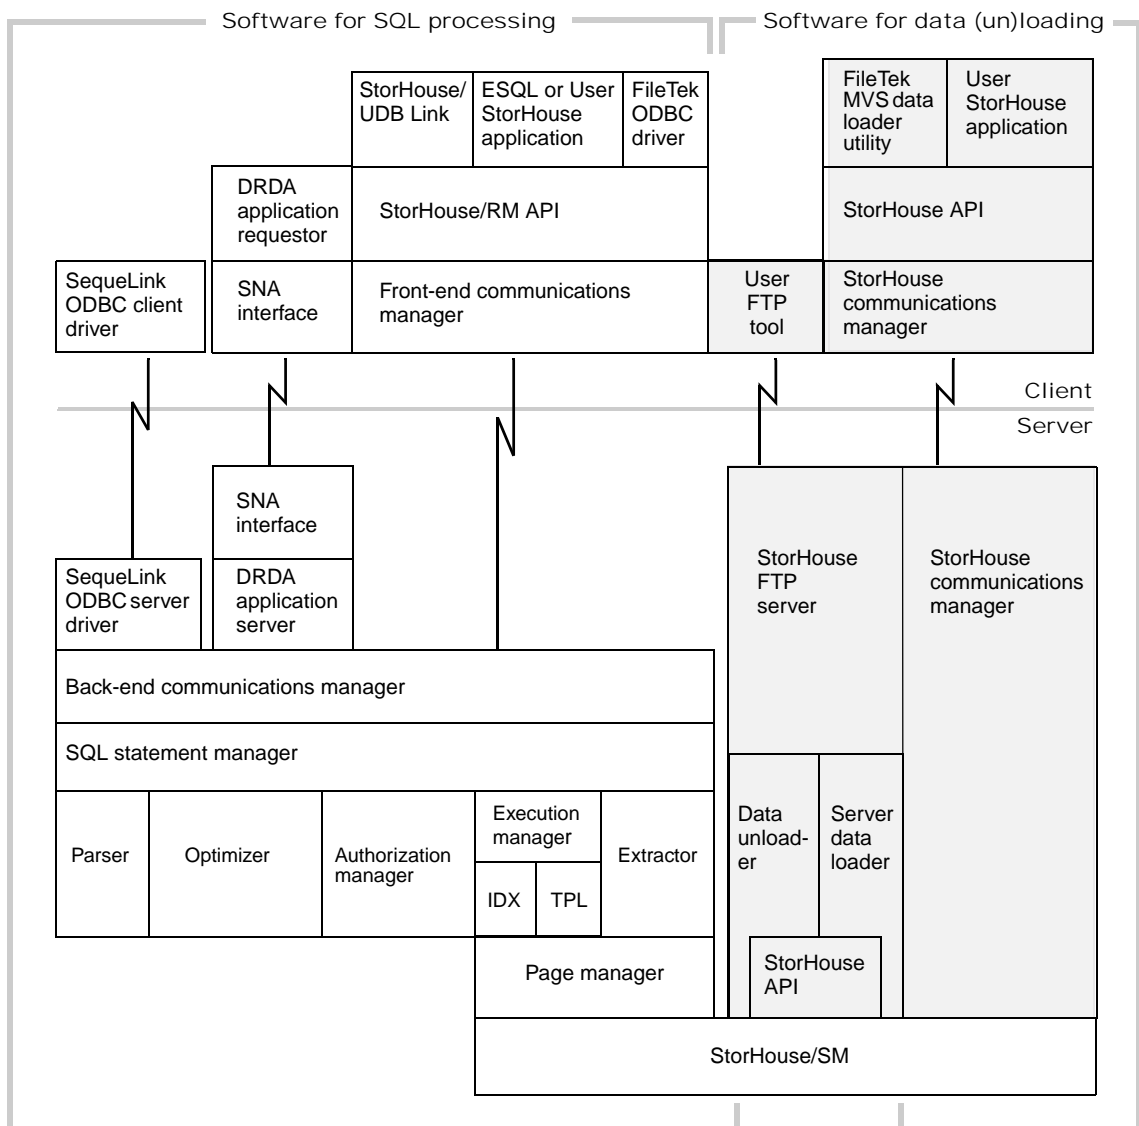 Software for SQL processing
Software for data (un)loading
StorHouse/
UDB Link
ESQL or User
StorHouse
application
FileTek
ODBC
driver
FileTek
MVS data
loader
utility
User
StorHouse
application
DRDA
application
requestor
StorHouse/RM API
StorHouse API
SequeLink
ODBC client
driver
SNA
interface
Front-end communications
manager
User
FTP
tool
StorHouse
communications
manager
Client
Server
SNA
interface
SequeLink
ODBC server
driver
DRDA
application
server
StorHouse
FTP
server
StorHouse
communications
manager
Back-end communications manager
SQL statement manager
Parser
Optimizer
Authorization
manager
Execution
manager
IDX
TPL
Extractor
Data
unload-
er
Server
data
loader
Page manager
StorHouse
API
StorHouse/SM